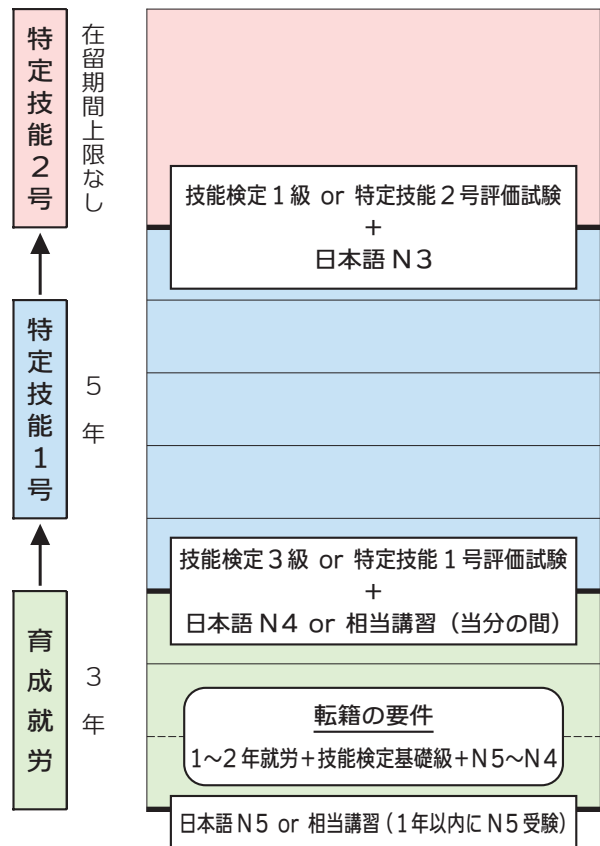 特定技能2号
在留期間上限なし
技能検定1級 or 特定技能2号評価試験
+
日本語N3
特定技能1号
5年
技能検定3級 or 特定技能1号評価試験
+
日本語N4 or 相当講習（当分の間）
育成就労
3年
転籍の要件
1～2年就労+技能検定基礎級+N5～N4
日本語N5 or 相当講習（1年以内にN5受験）